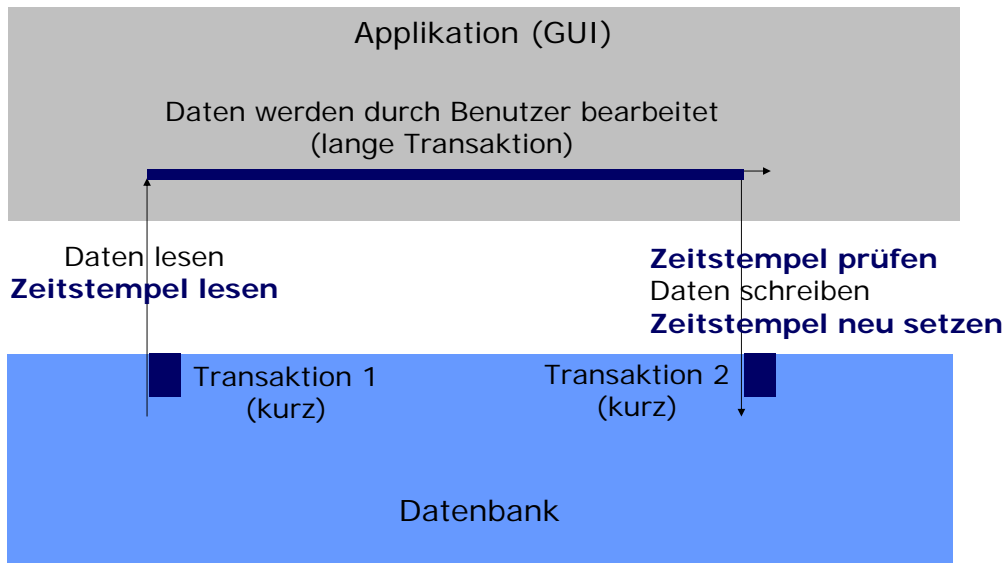 Applikation (GUI)
Daten werden durch Benutzer bearbeitet
(lange Transaktion)
Daten lesen
Zeitstempel lesen
Zeitstempel prüfen
Daten schreiben
Zeitstempel neu setzen
Transaktion 1
(kurz)
Transaktion 2
(kurz)
Datenbank